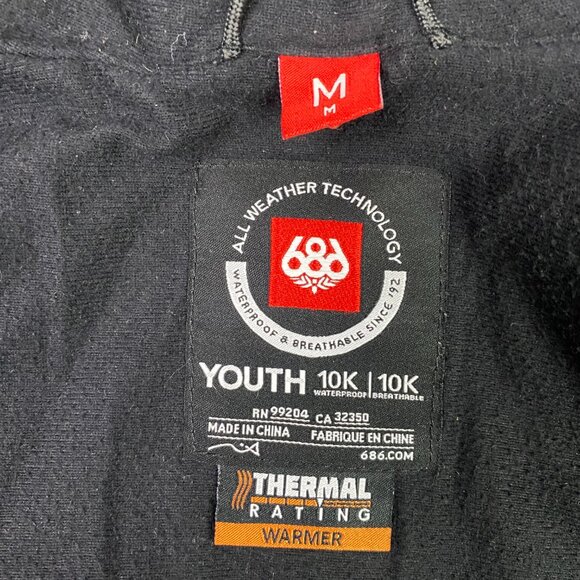 M
M
ALL WEATHER TECHNOLOGY
686
WATERPROOF & BREATHABLE SINCE '92
YOUTH 10K | 10K
WATERPROOF BREATHABLE
RN 99204 CA 32350
MADE IN CHINA FABRIQUE EN CHINE
686.COM
THERMAL
RATING
WARMER